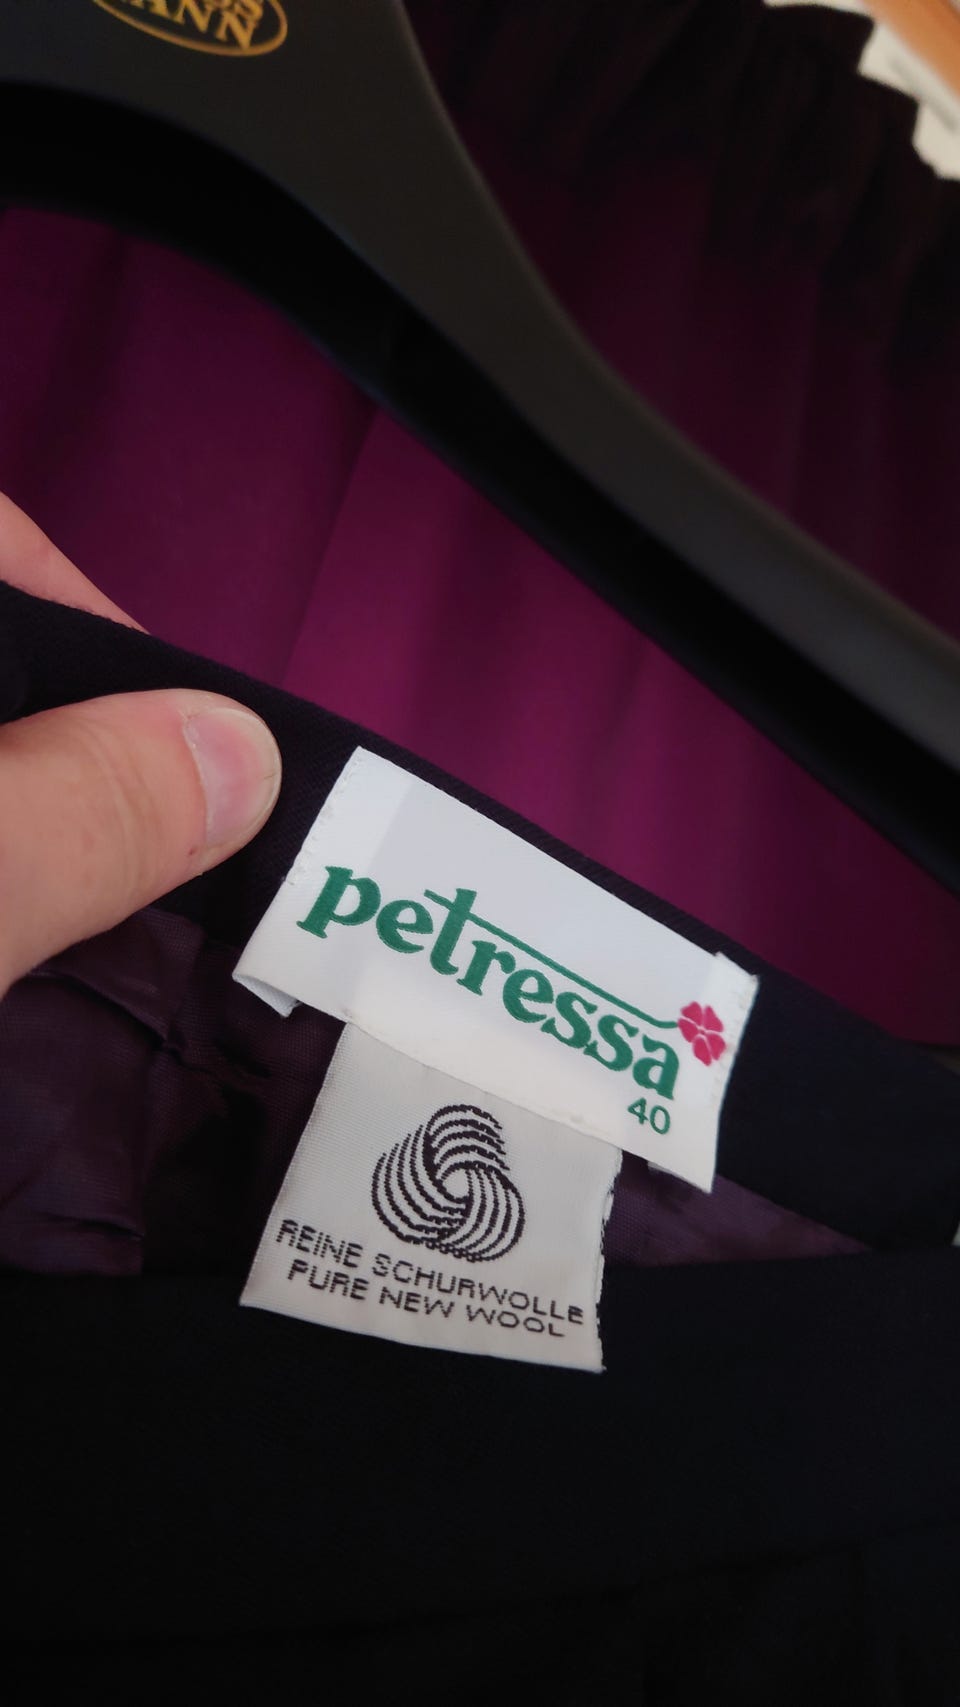 petressa
40
REINE SCHURWOLLE
PURE NEW WOOL